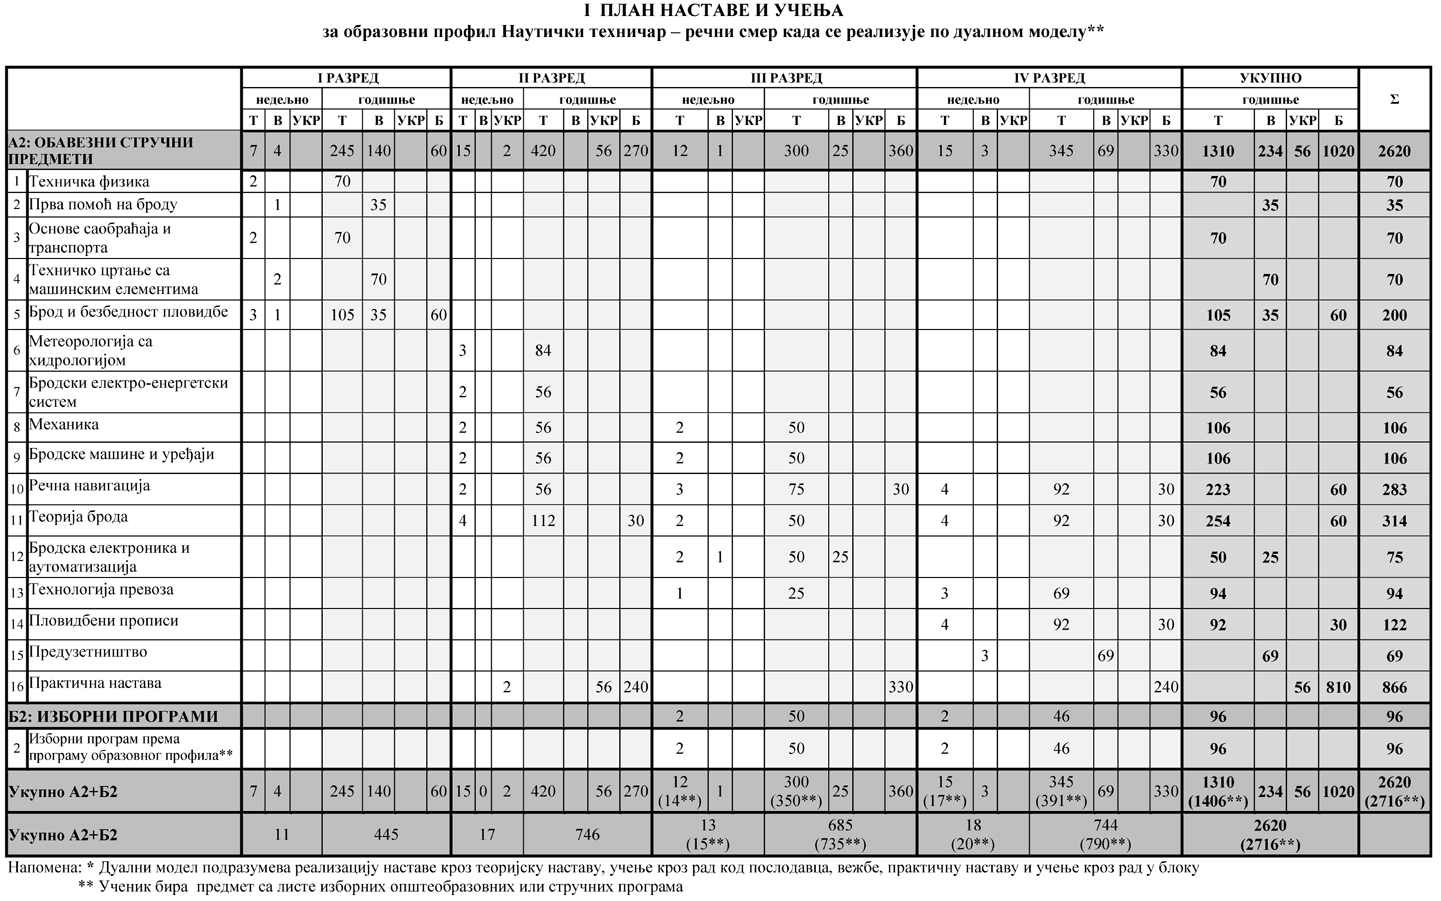 I ПЛАН НАСТАВЕ И УЧЕЊА
за образовни профил Наутички техничар – речни смер када се реализује по дуалном моделу**
I РАЗРЕД II РАЗРЕД III РАЗРЕД IV РАЗРЕД УКУПНО Σ
недељно годишње недељно годишње недељно годишње недељно годишње годишње
Т В УКР Т В УКР Б Т В УКР Т В УКР Б Т В УКР Т В УКР Б Т В УКР Т В УКР Б Т В УКР Б
А2: ОБАВЕЗНИ СТРУЧНИ
ПРЕДМЕТИ 7 4 245 140 60 15 2 420 56 270 12 1 300 25 360 15 3 345 69 330 1310 234 56 1020 2620
1 Техничка физика 2 70 70 70
2 Прва помоћ на броду 1 35 35 35
3 Основе саобраћаја и
транспорта 2 70 70 70
4 Техничко цртање са
машинским елементима 2 70 70 70
5 Брод и безбедност пловидбе 3 1 105 35 60 105 35 60 200
6 Метеорологија са
хидрологијом 3 84 84 84
7 Бродски електро-енергетски
систем 2 56 56 56
8 Механика 2 56 2 50 106 106
9 Бродске машине и уређаји 2 56 2 50 106 106
10 Речна навигација 2 56 3 75 30 4 92 30 223 60 283
11 Теорија брода 4 112 30 2 50 4 92 30 254 60 314
12 Бродска електроника и
аутоматизација 2 1 50 25 50 25 75
13 Технологија превоза 1 25 3 69 94 94
14 Пловидбени прописи 4 92 30 92 30 122
15 Предузетништво 3 69 69 69
16 Практична настава 2 56 240 330 240 56 810 866
Б2: ИЗБОРНИ ПРОГРАМИ 2 50 2 46 96 96
2 Изборни програм према
програму образовног профила** 2 50 2 46 96 96
Укупно А2+Б2 7 4 245 140 60 15 0 2 420 56 270 12 (14**) 1 300 (350**) 25 360 15 (17**) 3 345 (391**) 69 330 1310 (1406**) 234 56 1020 2620 (2716**)
Укупно А2+Б2 11 445 17 746 13 (15**) 685 (735**) 18 (20**) 744 (790**) 2620 (2716**)
Напомена: * Дуални модел подразумева реализацију наставе кроз теоријску наставу, учење кроз рад код послодавца, вежбе, практичну наставу и учење кроз рад у блоку
** Ученик бира предмет са листе изборних општеобразовних или стручних програма